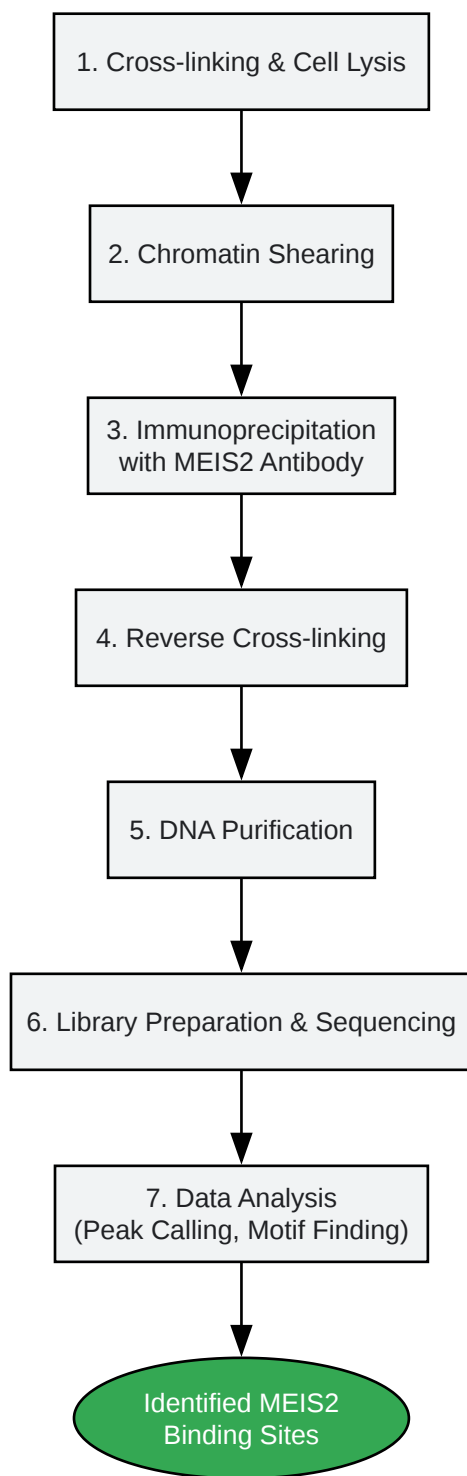 1. Cross-linking & Cell Lysis
2. Chromatin Shearing
3. Immunoprecipitation
with MEIS2 Antibody
4. Reverse Cross-linking
5. DNA Purification
6. Library Preparation & Sequencing
7. Data Analysis
(Peak Calling, Motif Finding)
Identified MEIS2
Binding Sites